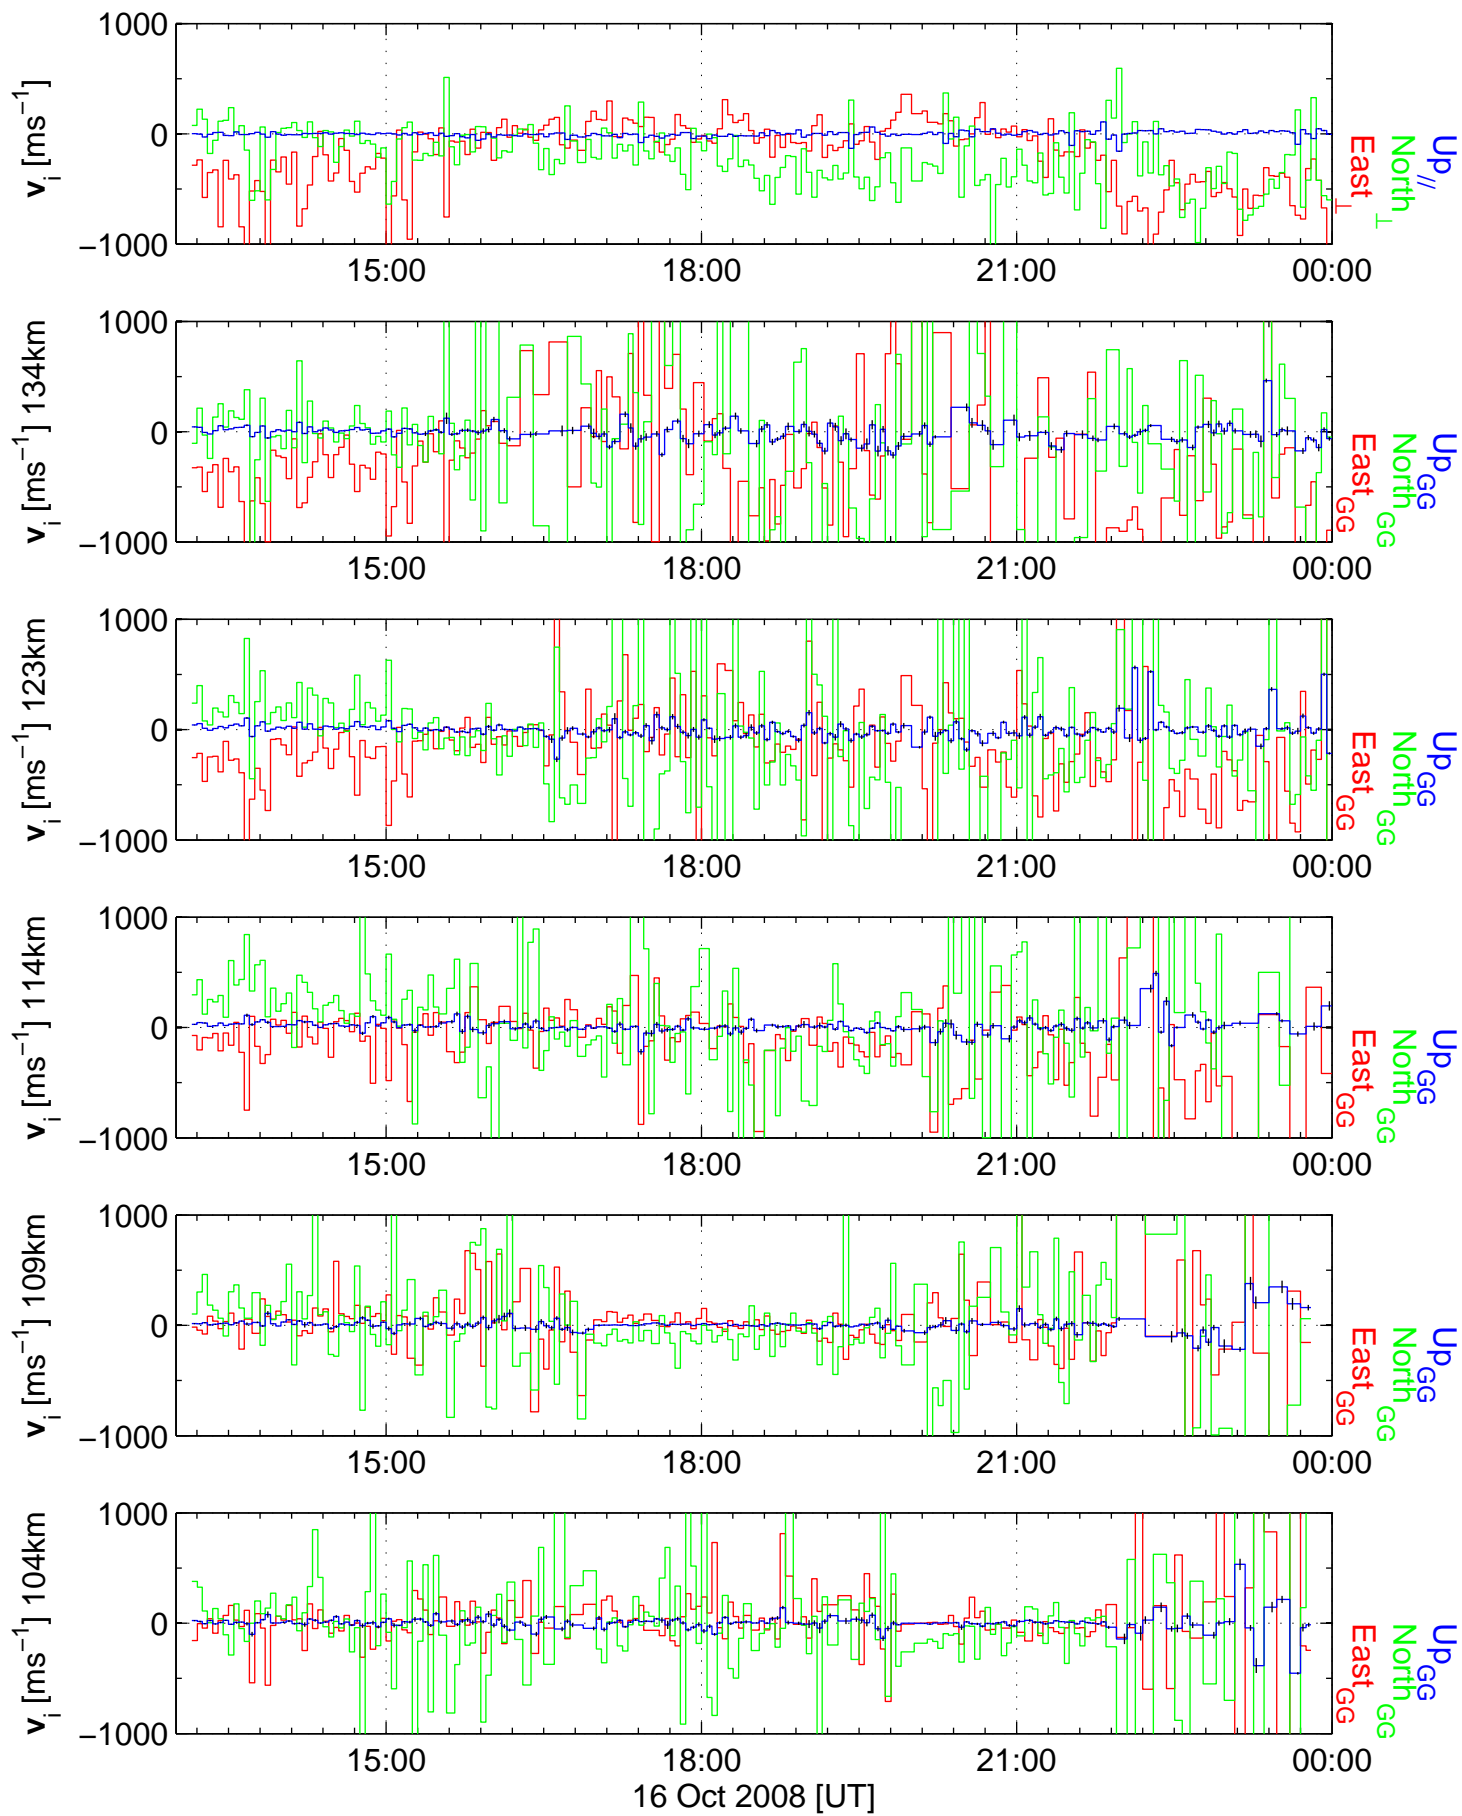 1000
0
−1000
v_i [ms⁻¹]
15:00 18:00 21:00 00:00
East_⊥
North_⊥
Up_//
1000
0
−1000
v_i [ms⁻¹] 134km
15:00 18:00 21:00 00:00
East_GG
North_GG
Up_GG
1000
0
−1000
v_i [ms⁻¹] 123km
15:00 18:00 21:00 00:00
East_GG
North_GG
Up_GG
1000
0
−1000
v_i [ms⁻¹] 114km
15:00 18:00 21:00 00:00
East_GG
North_GG
Up_GG
1000
0
−1000
v_i [ms⁻¹] 109km
15:00 18:00 21:00 00:00
East_GG
North_GG
Up_GG
1000
0
−1000
v_i [ms⁻¹] 104km
15:00 18:00 21:00 00:00
East_GG
North_GG
Up_GG
16 Oct 2008 [UT]